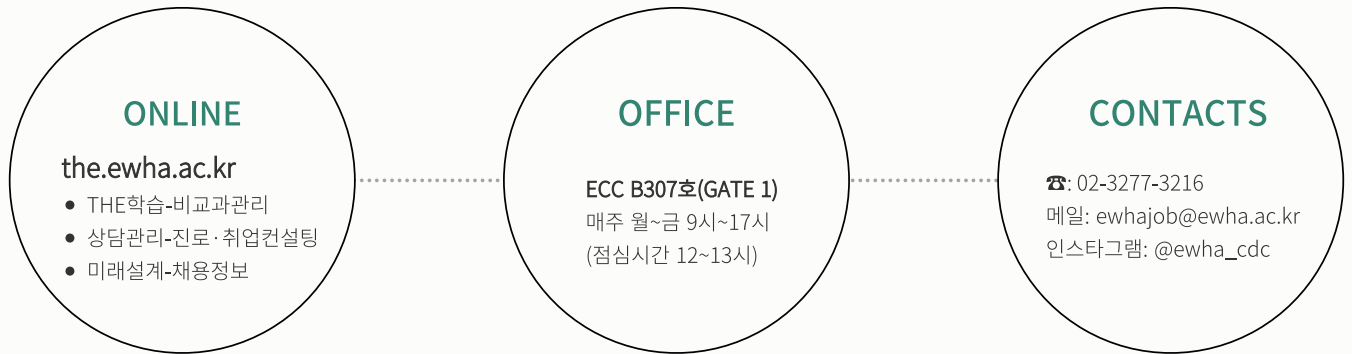 ONLINE
the.ewha.ac.kr
● THE학습-비교과관리
● 상담관리-진로·취업컨설팅
● 미래설계-채용정보
OFFICE
ECC B307호(GATE 1)
매주 월~금 9시~17시
(점심시간 12~13시)
CONTACTS
☎: 02-3277-3216
메일: ewhajob@ewha.ac.kr
인스타그램: @ewha_cdc